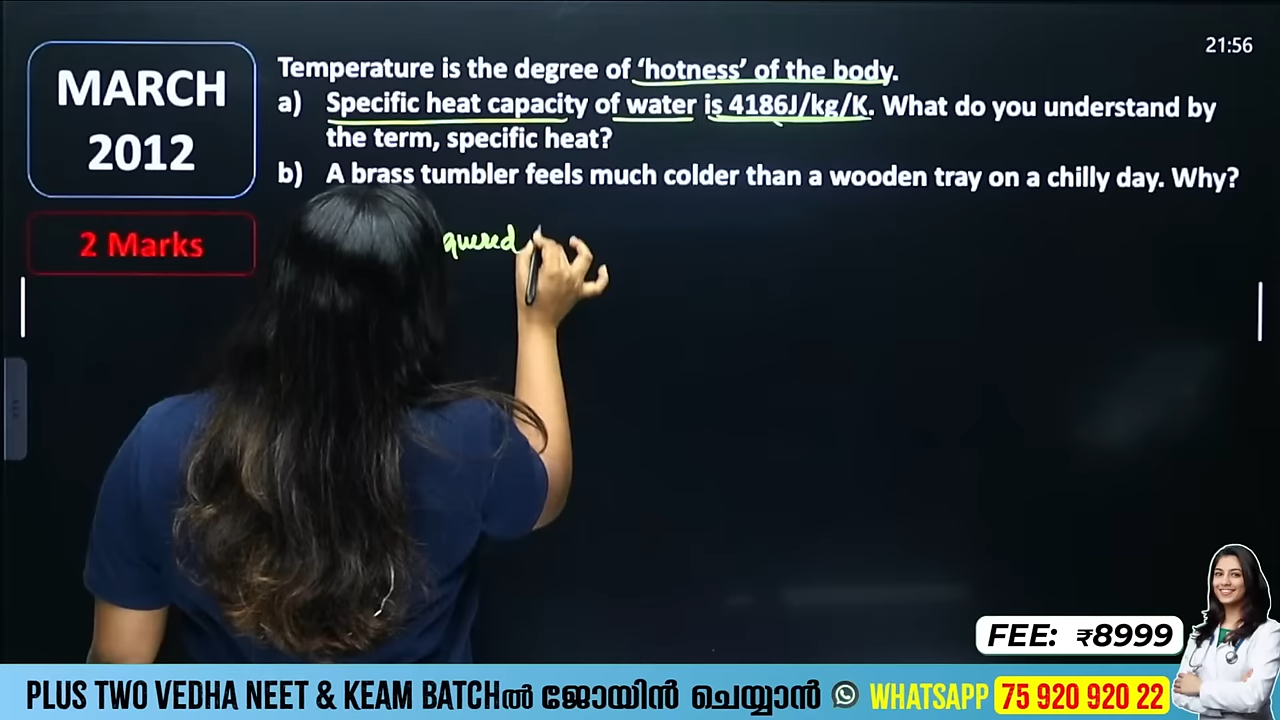 21:56
MARCH
2012
2 Marks
Temperature is the degree of ‘hotness’ of the body.
a) Specific heat capacity of water is 4186J/kg/K. What do you understand by
the term, specific heat?
b) A brass tumbler feels much colder than a wooden tray on a chilly day. Why?
FEE: ₹8999
PLUS TWO VEDHA NEET & KEAM BATCHൽ ജോയിൻ ചെയ്യാൻ WHATSAPP 75 920 920 22